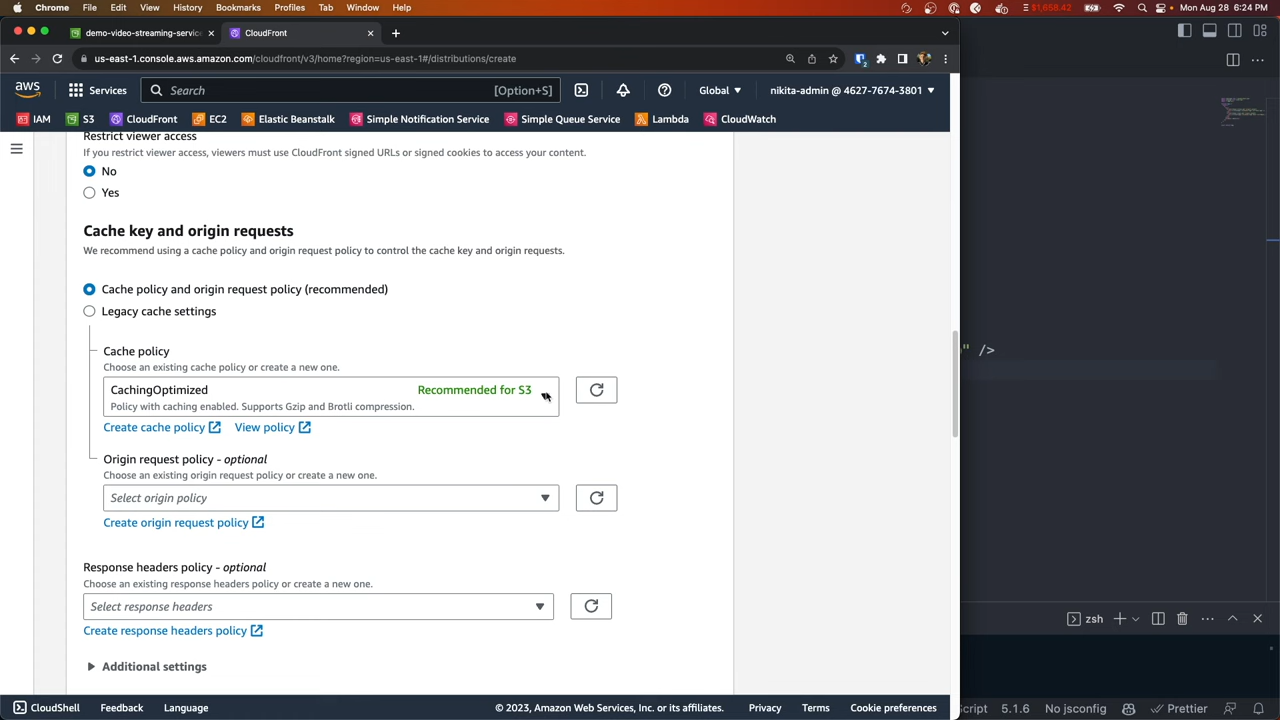 Chrome File Edit View History Bookmarks Profiles Tab Window Help $1,658.42 Mon Aug 28 6:24 PM
demo-video-streaming-service CloudFront
us-east-1.console.aws.amazon.com/cloudfront/v3/home?region=us-east-1#/distributions/create
aws Services Search [Option+S] Global nikita-admin @ 4627-7674-3801
IAM S3 CloudFront EC2 Elastic Beanstalk Simple Notification Service Simple Queue Service Lambda CloudWatch
Restrict viewer access
If you restrict viewer access, viewers must use CloudFront signed URLs or signed cookies to access your content.
No
Yes
Cache key and origin requests
We recommend using a cache policy and origin request policy to control the cache key and origin requests.
Cache policy and origin request policy (recommended)
Legacy cache settings
Cache policy
Choose an existing cache policy or create a new one.
CachingOptimized Recommended for S3
Policy with caching enabled. Supports Gzip and Brotli compression.
Create cache policy View policy
Origin request policy - optional
Choose an existing origin request policy or create a new one.
Select origin policy
Create origin request policy
Response headers policy - optional
Choose an existing response headers policy or create a new one.
Select response headers
Create response headers policy
Additional settings
CloudShell Feedback Language © 2023, Amazon Web Services, Inc. or its affiliates. Privacy Terms Cookie preferences
" />
zsh
Script 5.1.6 No jsconfig Prettier